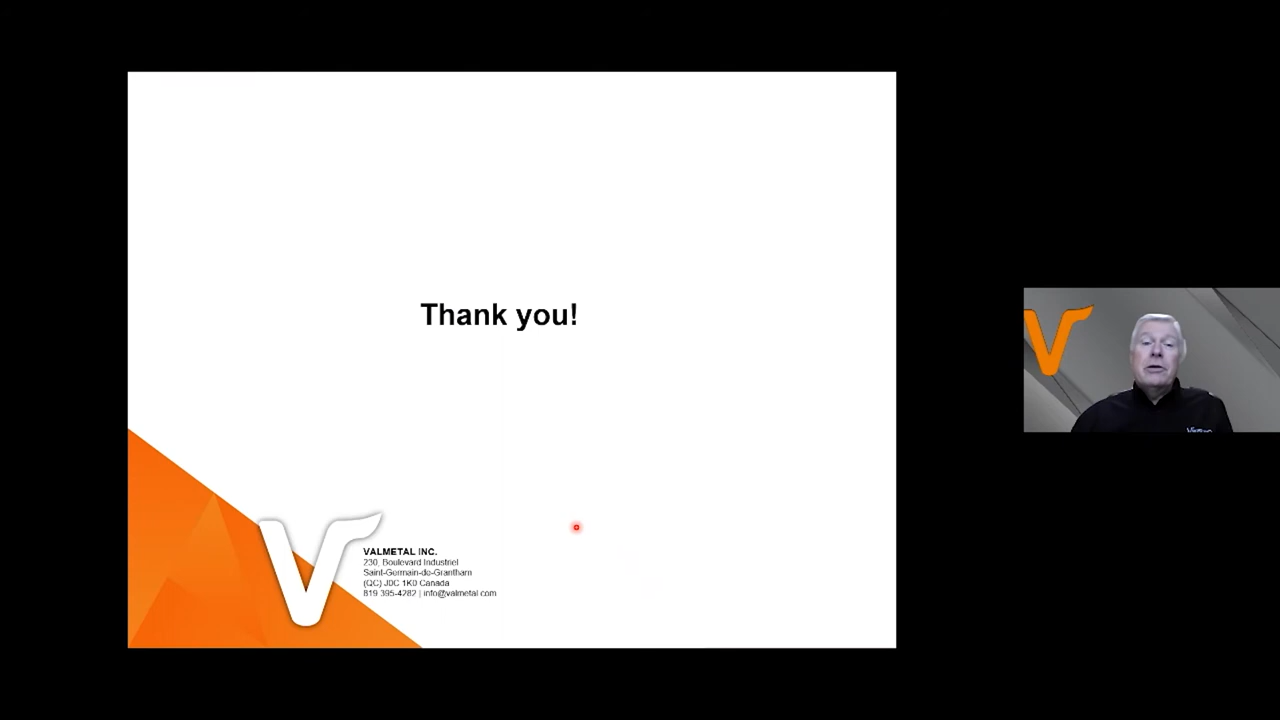 Thank you!
VALMETAL INC.
230, Boulevard Industriel
Saint-Germain-de-Grantham
(QC) J0C 1K0 Canada
819 395-4282 | info@valmetal.com